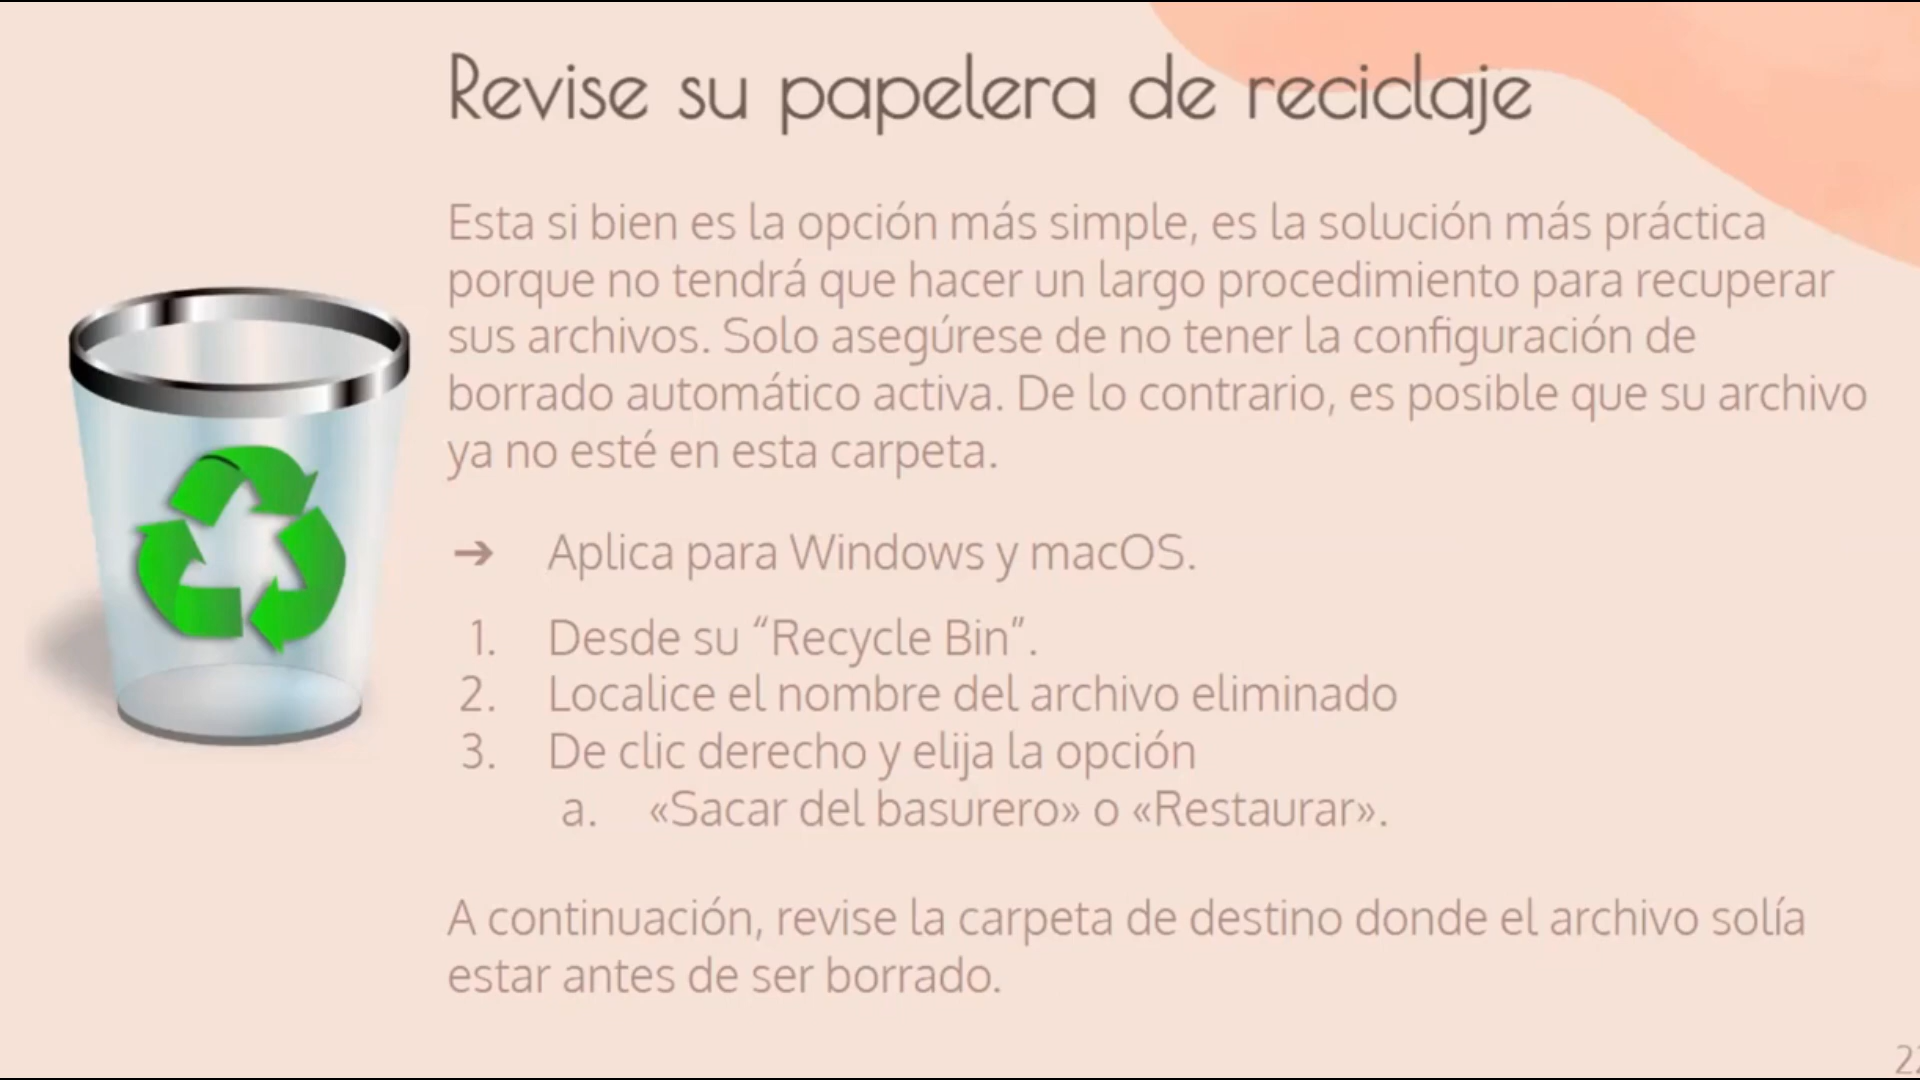 Revise su papelera de reciclaje
Esta si bien es la opción más simple, es la solución más práctica
porque no tendrá que hacer un largo procedimiento para recuperar
sus archivos. Solo asegúrese de no tener la configuración de
borrado automático activa. De lo contrario, es posible que su archivo
ya no esté en esta carpeta.
➔ Aplica para Windows y macOS.
1. Desde su “Recycle Bin”.
2. Localice el nombre del archivo eliminado
3. De clic derecho y elija la opción
a. «Sacar del basurero» o «Restaurar».
A continuación, revise la carpeta de destino donde el archivo solía
estar antes de ser borrado.